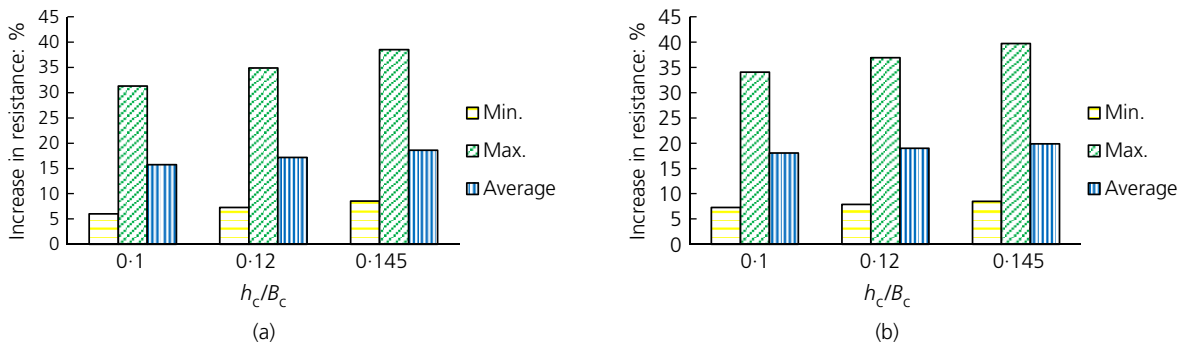 Increase in resistance: %
45
40
35
30
25
20
15
10
5
0
0·1 0·12 0·145
hc/Bc
Min.
Max.
Average
(a)
Increase in resistance: %
45
40
35
30
25
20
15
10
5
0
0·1 0·12 0·145
hc/Bc
Min.
Max.
Average
(b)